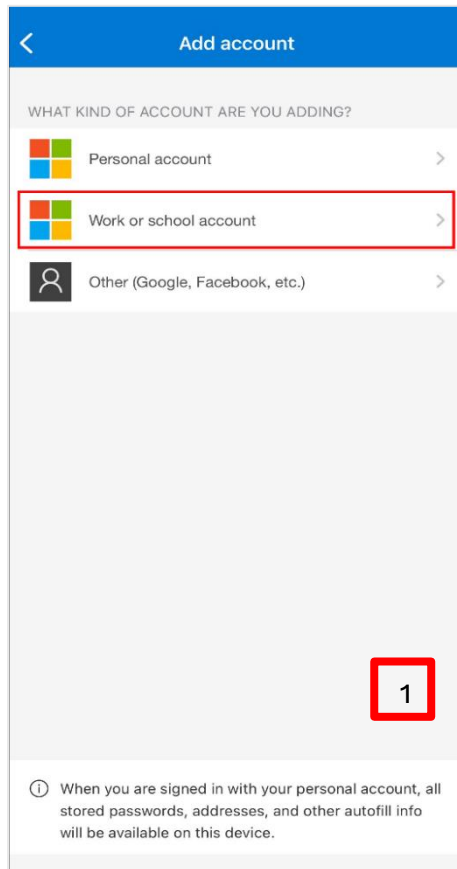 Add account
WHAT KIND OF ACCOUNT ARE YOU ADDING?
Personal account
Work or school account
Other (Google, Facebook, etc.)
1
When you are signed in with your personal account, all
stored passwords, addresses, and other autofill info
will be available on this device.